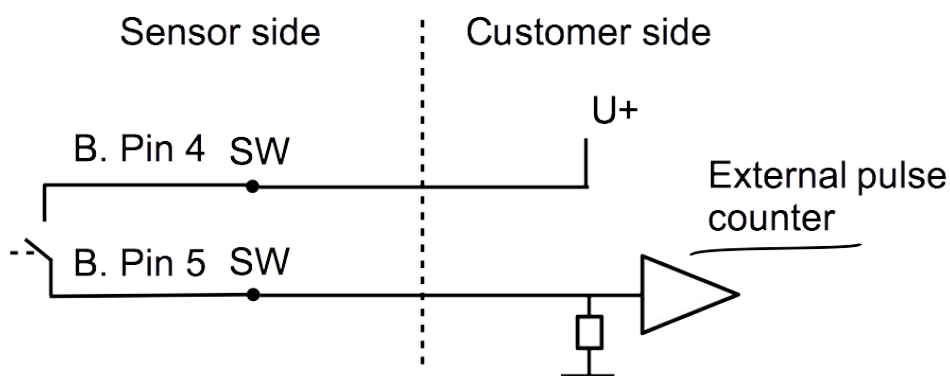 Sensor side
Customer side
U+
B. Pin 4 SW
External pulse
counter
B. Pin 5 SW